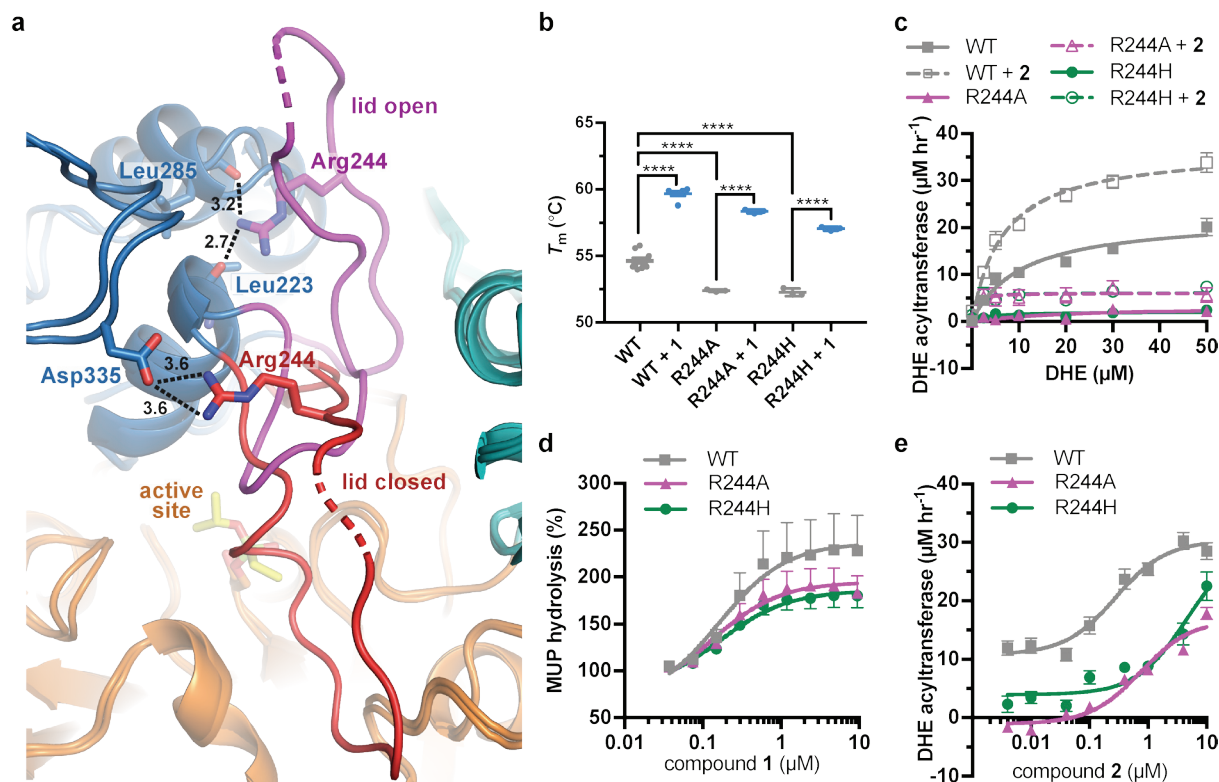 a
lid open
Arg244
Leu285
3.2
2.7
Leu223
Asp335
3.6
3.6
Arg244
lid closed
active
site
b
Tm (°C)
65
60
55
50
****
****
****
****
****
WT
WT + 1
R244A
R244A + 1
R244H
R244H + 1
c
WT
WT + 2
R244A
R244A + 2
R244H
R244H + 2
DHE acyltransferase (µM hr-1)
40
30
20
10
0
-10
10
20
30
40
50
DHE (µM)
d
WT
R244A
R244H
MUP hydrolysis (%)
300
250
200
150
100
50
0.01
0.1
1
10
compound 1 (µM)
e
WT
R244A
R244H
DHE acyltransferase (µM hr-1)
40
30
20
10
0
-10
0.01
0.1
1
10
compound 2 (µM)